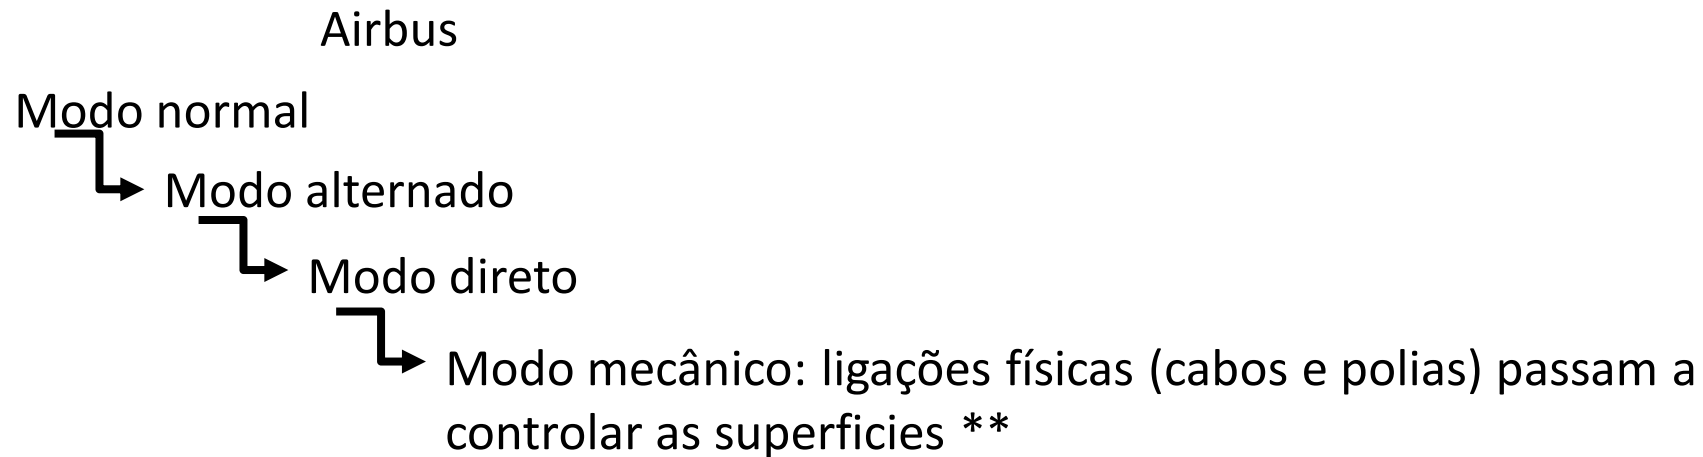 Airbus
Modo normal
Modo alternado
Modo direto
Modo mecânico: ligações físicas (cabos e polias) passam a
controlar as superficies **